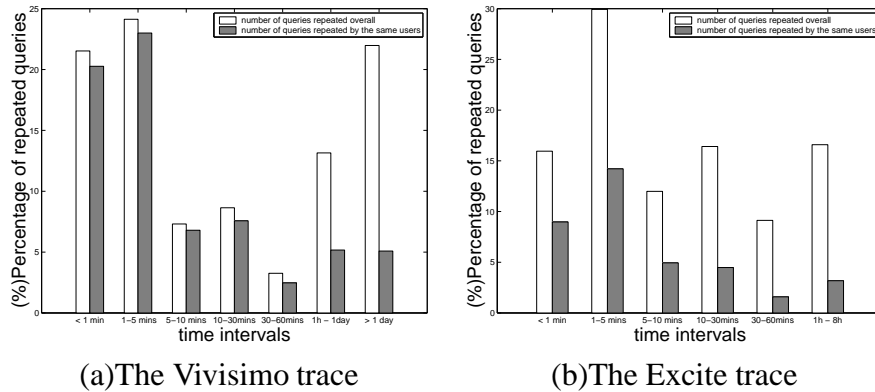 number of queries repeated overall
number of queries repeated by the same users
(%)Percentage of repeated queries
25
20
15
10
5
0
< 1 min 1−5 mins 5−10 mins 10−30mins 30−60mins 1h − 1day > 1 day
time intervals
(a)The Vivisimo trace
number of queries repeated overall
number of queries repeated by the same users
(%)Percentage of repeated queries
30
25
20
15
10
5
0
< 1 min 1−5 mins 5−10 mins 10−30mins 30−60mins 1h − 8h
time intervals
(b)The Excite trace